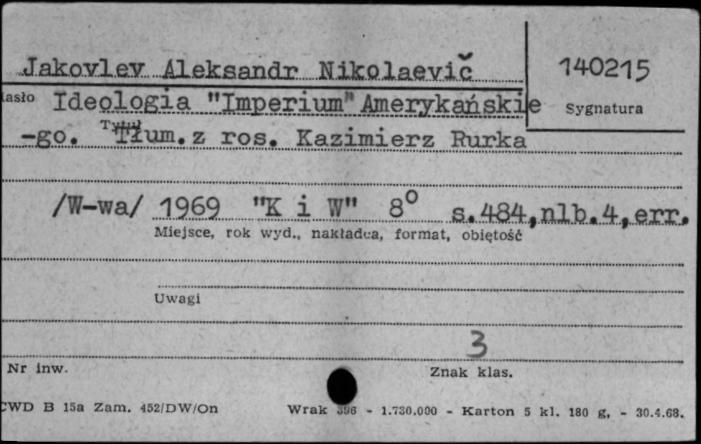 Jakovlev Aleksandr Nikolaevič
140215
asło Ideologia "Imperium" Amerykańskie
Sygnatura
-go. Tytuł Tłum. z ros. Kazimierz Rurka
/W-wa/ 1969 "K i W" 8° s.484,nlb.4,err.
Miejsce, rok wyd., nakładca, format, objętość
Uwagi
3
Nr inw.
Znak klas.
CWD B 15a Zam. 452/DW/On Wrak 396 - 1.730.000 - Karton 5 kl. 180 g, - 30.4.68.